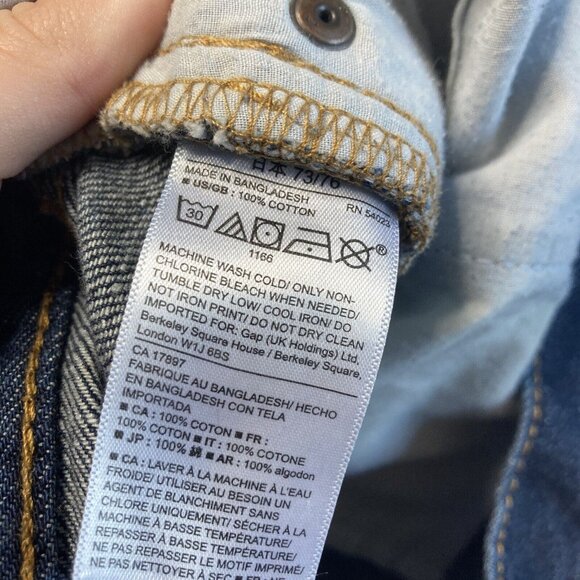 日本 73/76
MADE IN BANGLADESH RN 54023
■ US/GB : 100% COTTON
30
1166
MACHINE WASH COLD/ ONLY NON-
CHLORINE BLEACH WHEN NEEDED/
TUMBLE DRY LOW/ COOL IRON/ DO
NOT IRON PRINT/ DO NOT DRY CLEAN
IMPORTED FOR: Gap (UK Holdings) Ltd.
Berkeley Square House / Berkeley Square,
London W1J 6BS
CA 17897
FABRIQUE AU BANGLADESH/ HECHO
EN BANGLADESH CON TELA
IMPORTADA
■ CA : 100% COTON ■ FR :
100% COTON ■ IT : 100% COTONE
■ JP : 100% 綿 ■ AR : 100% algodon
■ CA : LAVER À LA MACHINE À L'EAU
FROIDE/ UTILISER AU BESOIN UN
AGENT DE BLANCHIMENT SANS
CHLORE UNIQUEMENT/ SÉCHER À LA
MACHINE À BASSE TEMPÉRATURE/
REPASSER À BASSE TEMPÉRATURE/
NE PAS REPASSER LE MOTIF IMPRIMÉ/
NE PAS NETTOYER À SEC ■ FR :